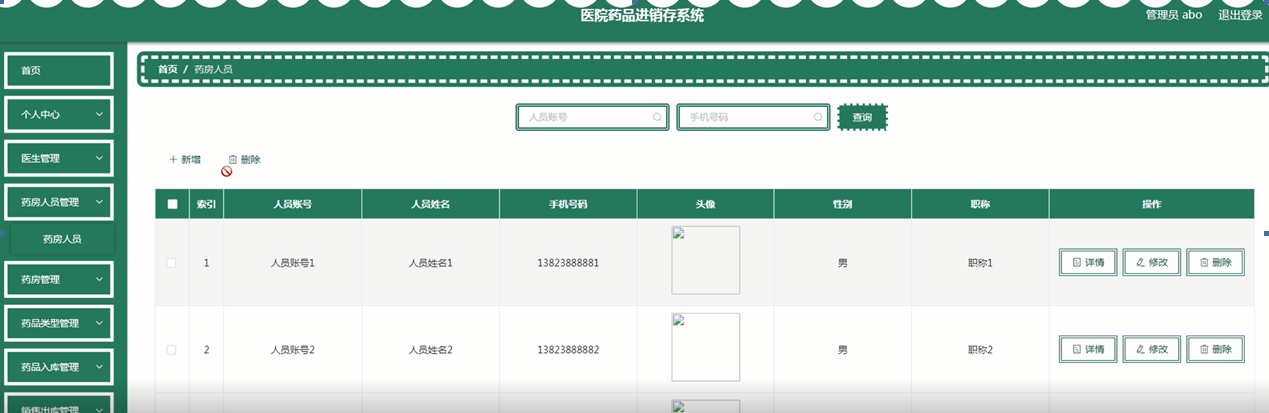 医院药品进销存系统
管理员 abo 退出登录
首页
个人中心
医生管理
药房人员管理
药房人员
药房管理
药品类型管理
药品入库管理
销售出库管理
首页 / 药房人员
人员账号 手机号码 查询
新增 删除
索引 人员账号 人员姓名 手机号码 头像 性别 职称 操作
1 人员账号1 人员姓名1 13823888881 男 职称1 详情 修改 删除
2 人员账号2 人员姓名2 13823888882 男 职称2 详情 修改 删除